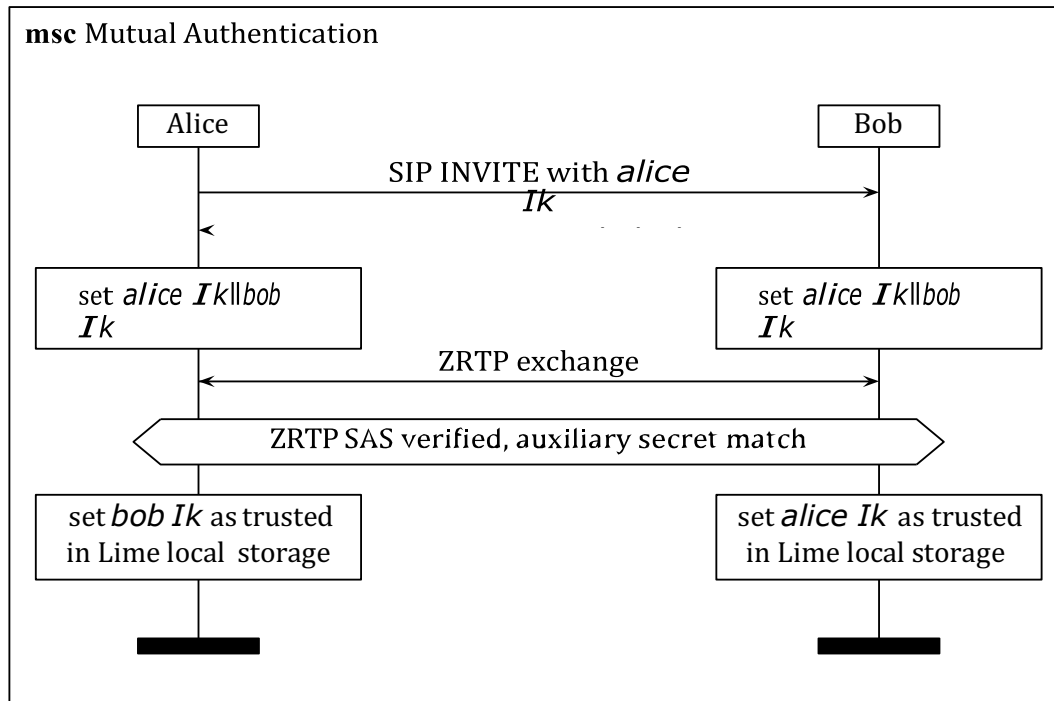 msc Mutual Authentication
Alice
Bob
SIP INVITE with alice
Ik
set alice Ik||bob
Ik
set alice Ik||bob
Ik
ZRTP exchange
ZRTP SAS verified, auxiliary secret match
set bob Ik as trusted
in Lime local storage
set alice Ik as trusted
in Lime local storage